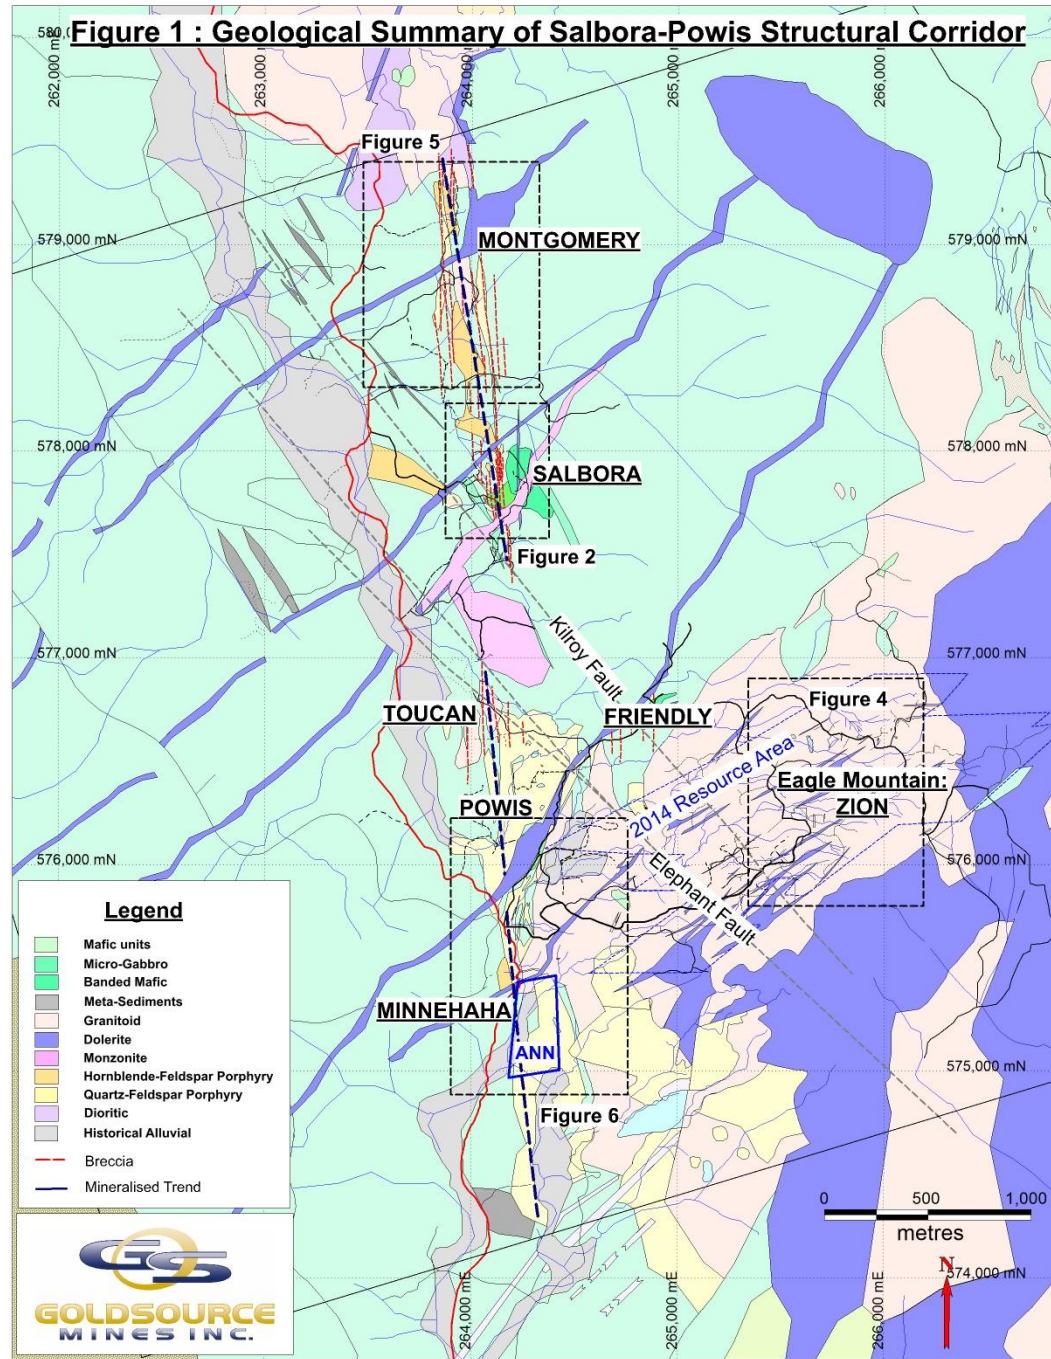 Figure 1 : Geological Summary of Salbora-Powis Structural Corridor
580,000 mN
262,000 mE
263,000
264,000
265,000
266,000
Figure 5
579,000 mN
579,000 mN
MONTGOMERY
578,000 mN
578,000 mN
SALBORA
Figure 2
Kilroy Fault
577,000 mN
577,000 mN
TOUCAN
FRIENDLY
Figure 4
2014 Resource Area
Eagle Mountain:
ZION
POWIS
576,000 mN
576,000 mN
Elephant Fault
MINNEHAHA
ANN
575,000 mN
Figure 6
Legend
Mafic units
Micro-Gabbro
Banded Mafic
Meta-Sediments
Granitoid
Dolerite
Monzonite
Hornblende-Feldspar Porphyry
Quartz-Feldspar Porphyry
Dioritic
Historical Alluvial
Breccia
Mineralised Trend
0 500 1,000
metres
N
574,000 mN
264,000 mE
265,000 mE
266,000 mE
GS
GOLDSOURCE
MINES INC.